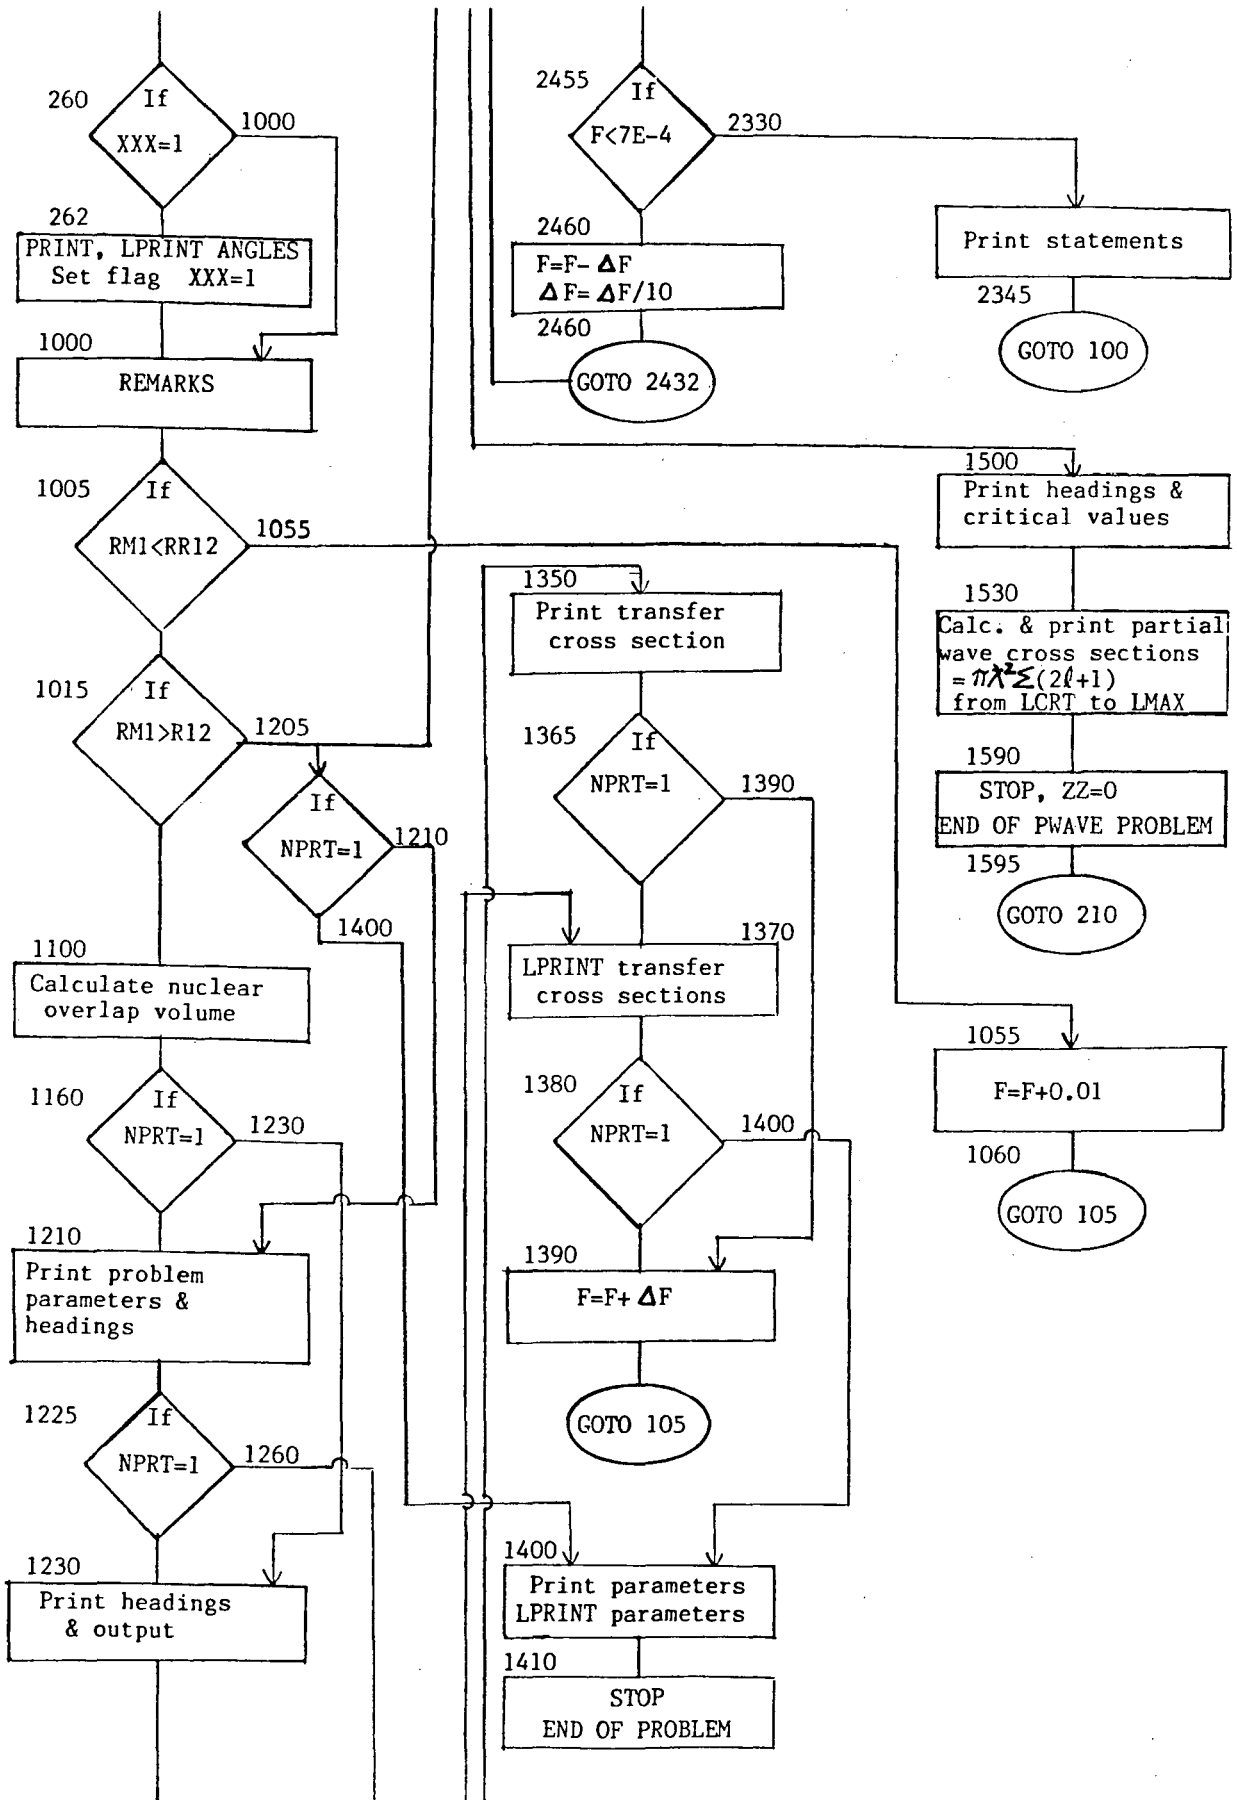 260
If
XXX=1
1000
262
PRINT, LPRINT ANGLES
Set flag XXX=1
1000
REMARKS
1005
If
RM1<RR12
1055
1015
If
RM1>R12
1205
If
NPRT=1
1210
1400
1100
Calculate nuclear
overlap volume
1160
If
NPRT=1
1230
1210
Print problem
parameters &
headings
1225
If
NPRT=1
1260
1230
Print headings
& output
2455
If
F<7E-4
2330
2460
F=F- ΔF
ΔF= ΔF/10
2460
GOTO 2432
Print statements
2345
GOTO 100
1350
Print transfer
cross section
1365
If
NPRT=1
1390
1370
LPRINT transfer
cross sections
1380
If
NPRT=1
1400
1390
F=F+ ΔF
GOTO 105
1400
Print parameters
LPRINT parameters
1410
STOP
END OF PROBLEM
1500
Print headings &
critical values
1530
Calc. & print partial
wave cross sections
=πƛ²Σ(2ℓ+1)
from LCRT to LMAX
1590
STOP, ZZ=0
END OF PWAVE PROBLEM
1595
GOTO 210
1055
F=F+0.01
1060
GOTO 105